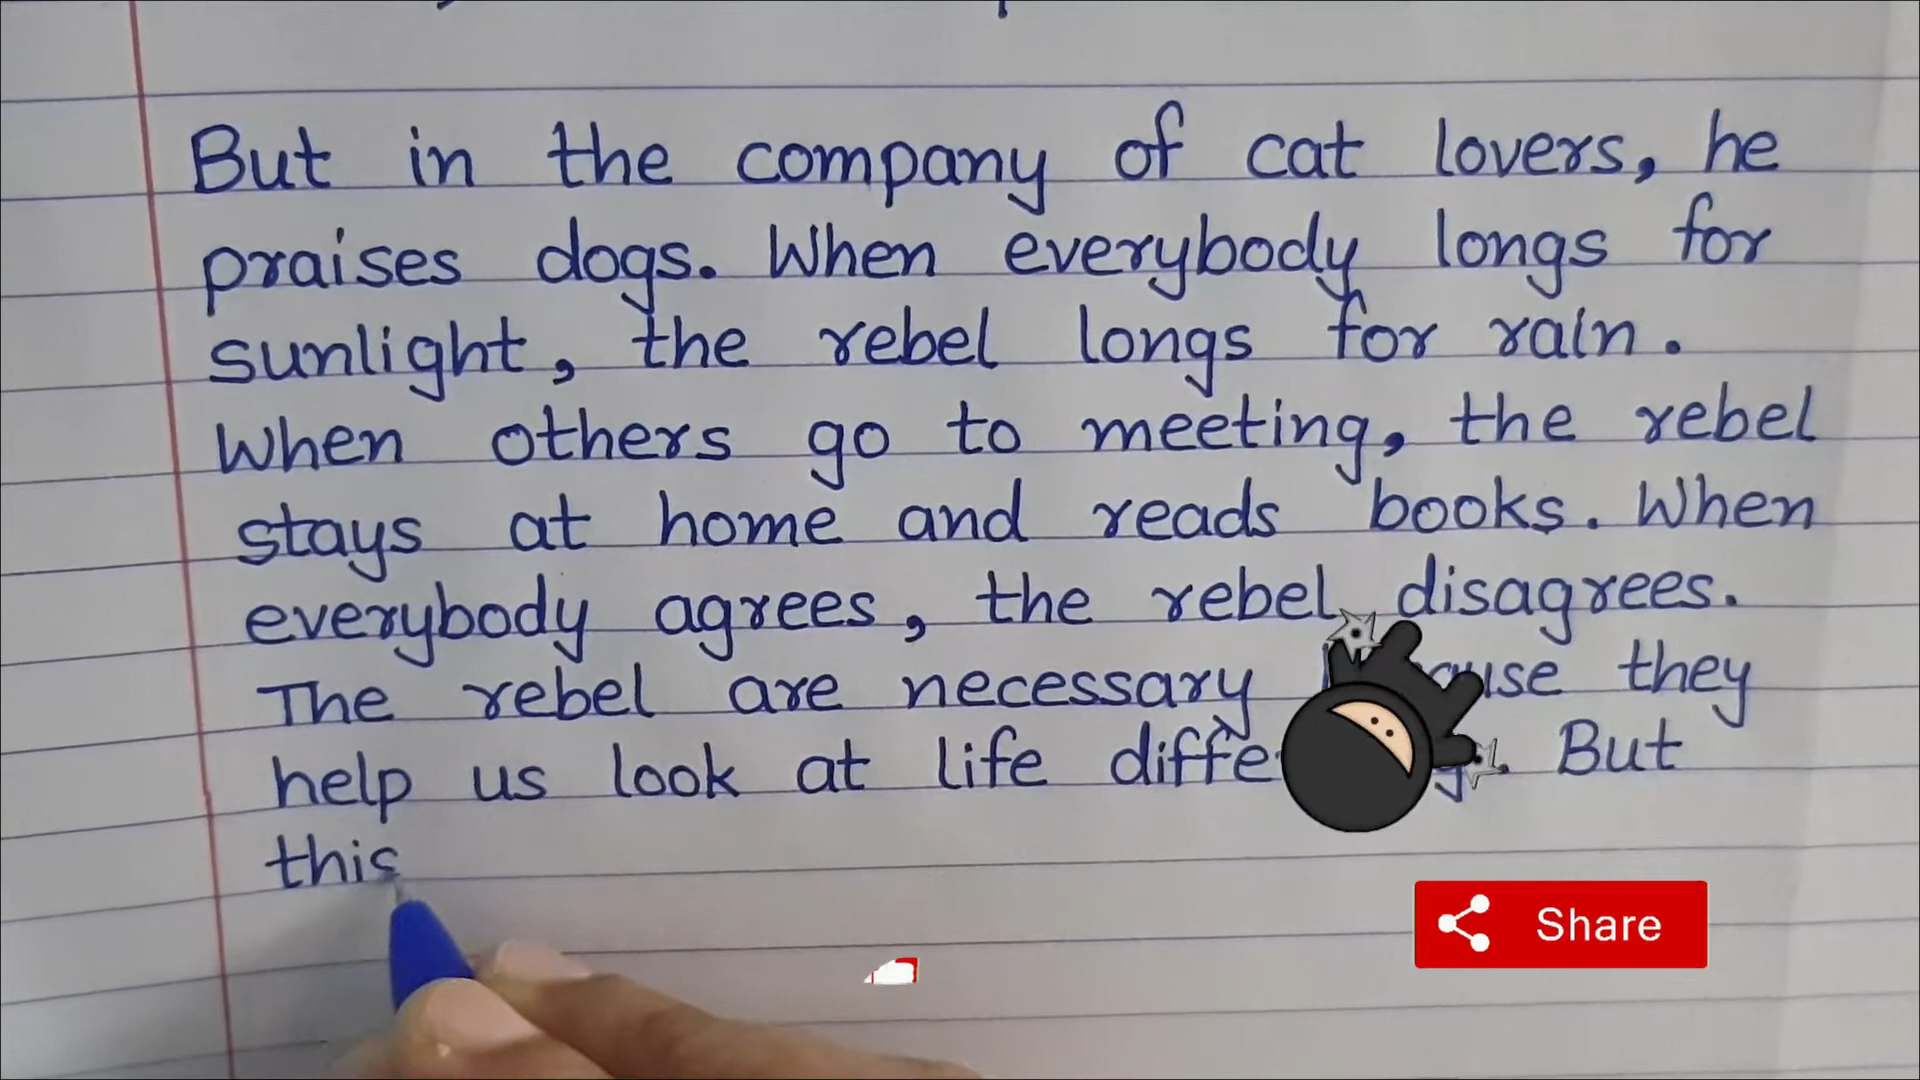 But in the company of cat lovers, he
praises dogs. When everybody longs for
sunlight, the rebel longs for rain.
When others go to meeting, the rebel
stays at home and reads books. When
everybody agrees, the rebel disagrees.
The rebel are necessary they
help us look at life But
this
Share